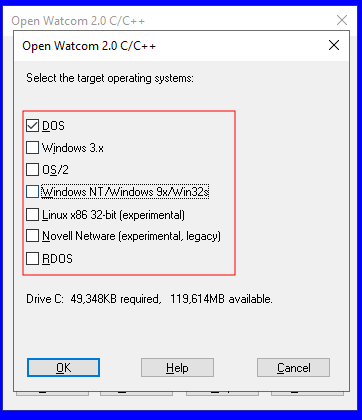 Open Watcom 2.0 C/C++
Open Watcom 2.0 C/C++
Select the target operating systems:
DOS
Windows 3.x
OS/2
Windows NT/Windows 9x/Win32s
Linux x86 32-bit (experimental)
Novell Netware (experimental, legacy)
RDOS
Drive C:  49,348KB required,   119,614MB available.
OK Help Cancel